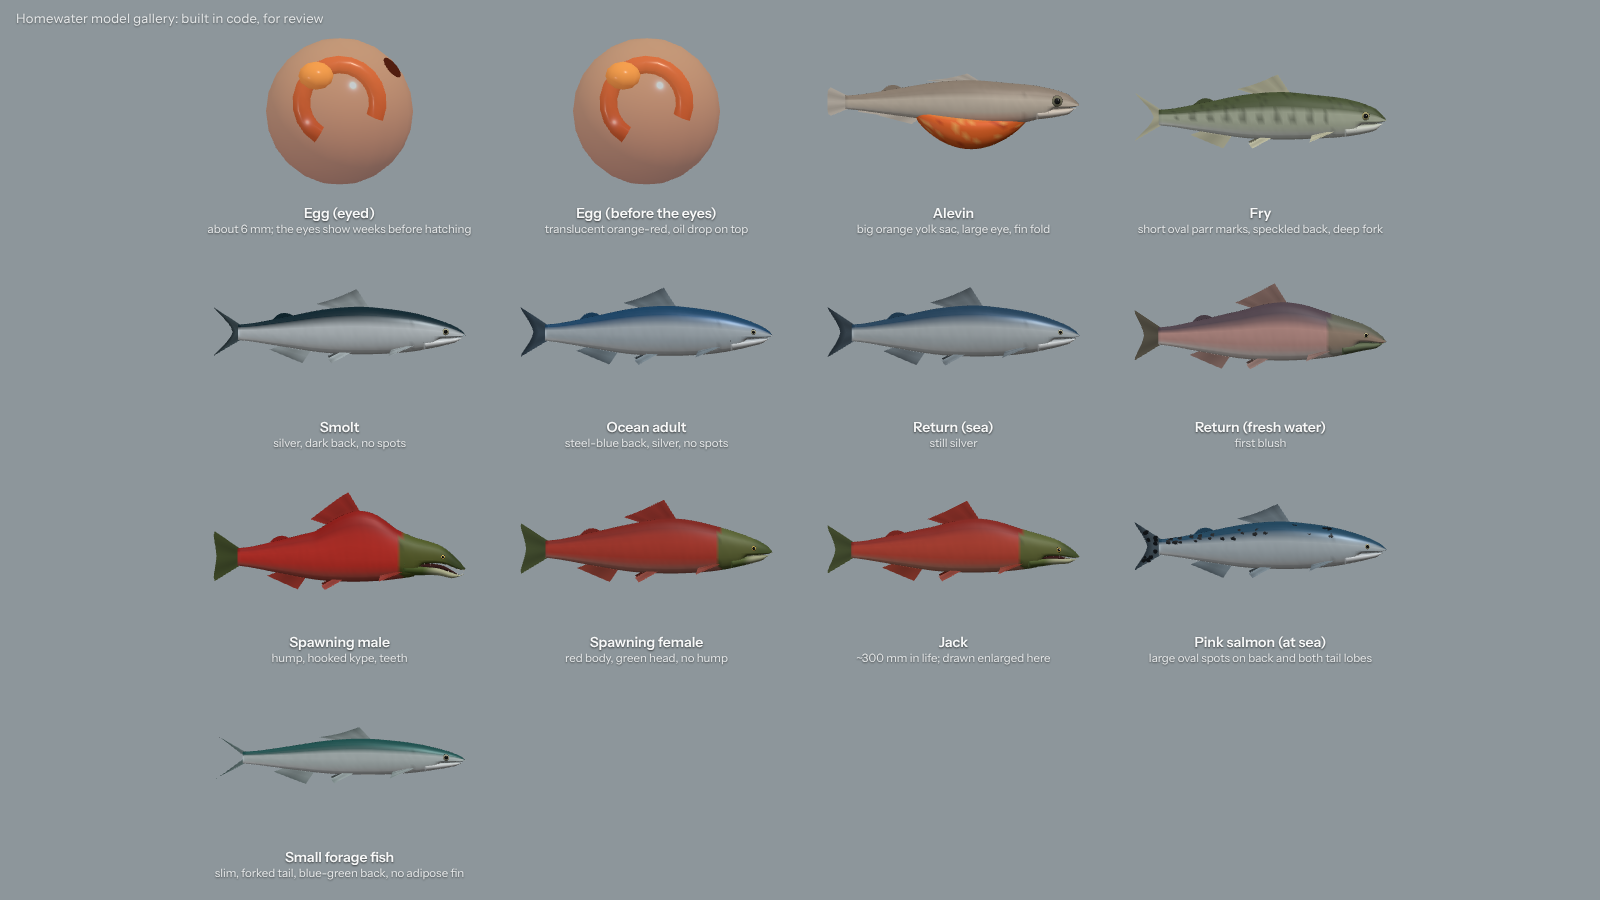 Homewater model gallery: built in code, for review
Egg (eyed)
about 6 mm; the eyes show weeks before hatching
Egg (before the eyes)
translucent orange-red, oil drop on top
Alevin
big orange yolk sac, large eye, fin fold
Fry
short oval parr marks, speckled back, deep fork
Smolt
silver, dark back, no spots
Ocean adult
steel-blue back, silver, no spots
Return (sea)
still silver
Return (fresh water)
first blush
Spawning male
hump, hooked kype, teeth
Spawning female
red body, green head, no hump
Jack
~300 mm in life; drawn enlarged here
Pink salmon (at sea)
large oval spots on back and both tail lobes
Small forage fish
slim, forked tail, blue-green back, no adipose fin